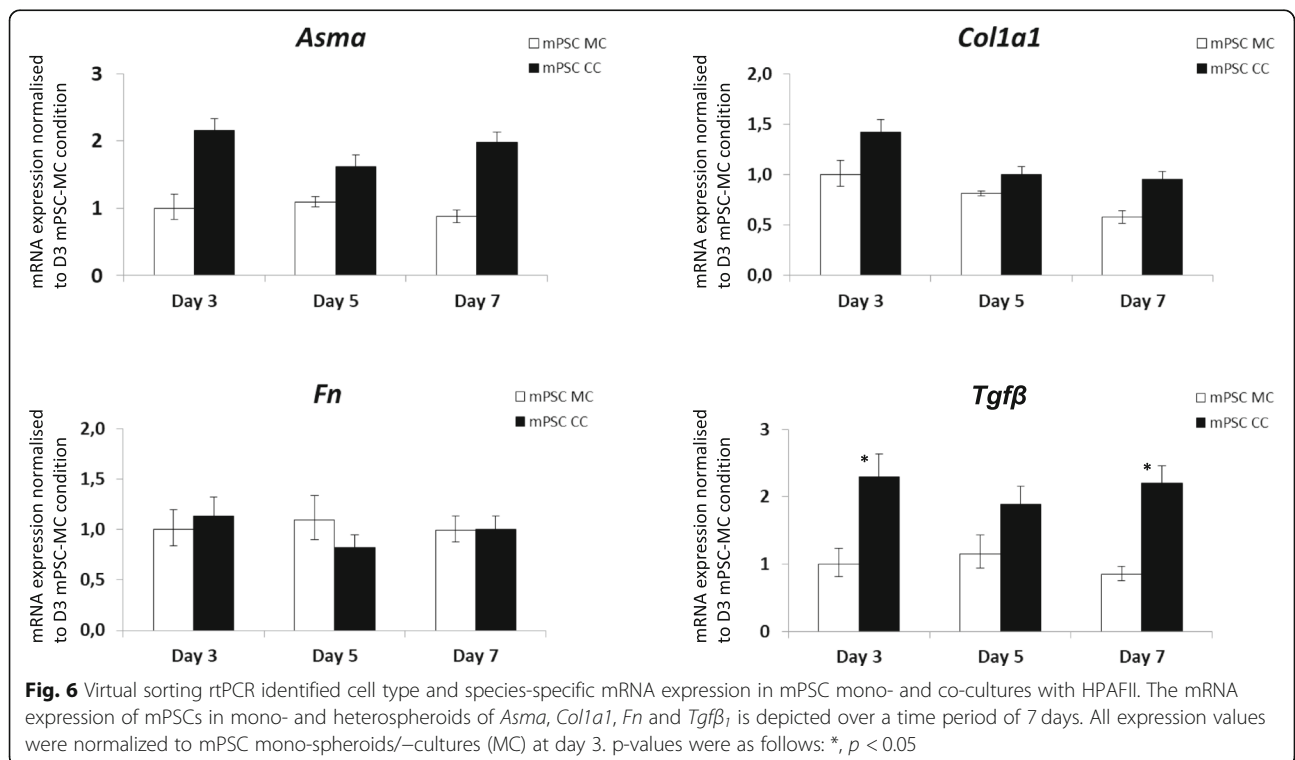 Asma
mPSC MC
mPSC CC
mRNA expression normalised
to D3 mPSC-MC condition
3
2
1
0
Day 3
Day 5
Day 7
Col1a1
mPSC MC
mPSC CC
mRNA expression normalised
to D3 mPSC-MC condition
2,0
1,5
1,0
0,5
0,0
Day 3
Day 5
Day 7
Fn
mPSC MC
mPSC CC
mRNA expression normalised
to D3 mPSC-MC condition
2,0
1,5
1,0
0,5
0,0
Day 3
Day 5
Day 7
Tgfβ
mPSC MC
mPSC CC
mRNA expression normalised
to D3 mPSC-MC condition
3
2
1
0
*
*
Day 3
Day 5
Day 7
Fig. 6 Virtual sorting rtPCR identified cell type and species-specific mRNA expression in mPSC mono- and co-cultures with HPAFII. The mRNA
expression of mPSCs in mono- and heterospheroids of Asma, Col1a1, Fn and Tgfβ₁ is depicted over a time period of 7 days. All expression values
were normalized to mPSC mono-spheroids/−cultures (MC) at day 3. p-values were as follows: *, p < 0.05